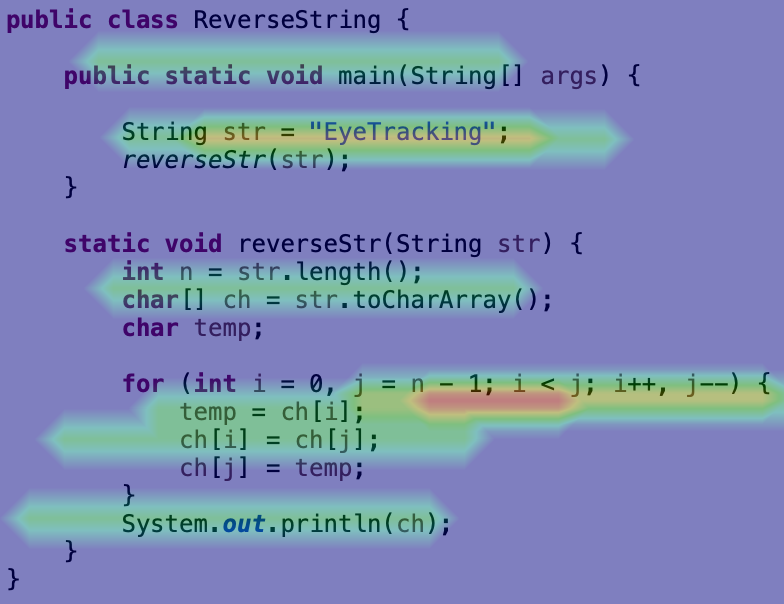 public class ReverseString {
public static void main(String[] args) {
String str = "EyeTracking";
reverseStr(str);
}
static void reverseStr(String str) {
int n = str.length();
char[] ch = str.toCharArray();
char temp;
for (int i = 0, j = n - 1; i < j; i++, j--) {
temp = ch[i];
ch[i] = ch[j];
ch[j] = temp;
}
System.out.println(ch);
}
}